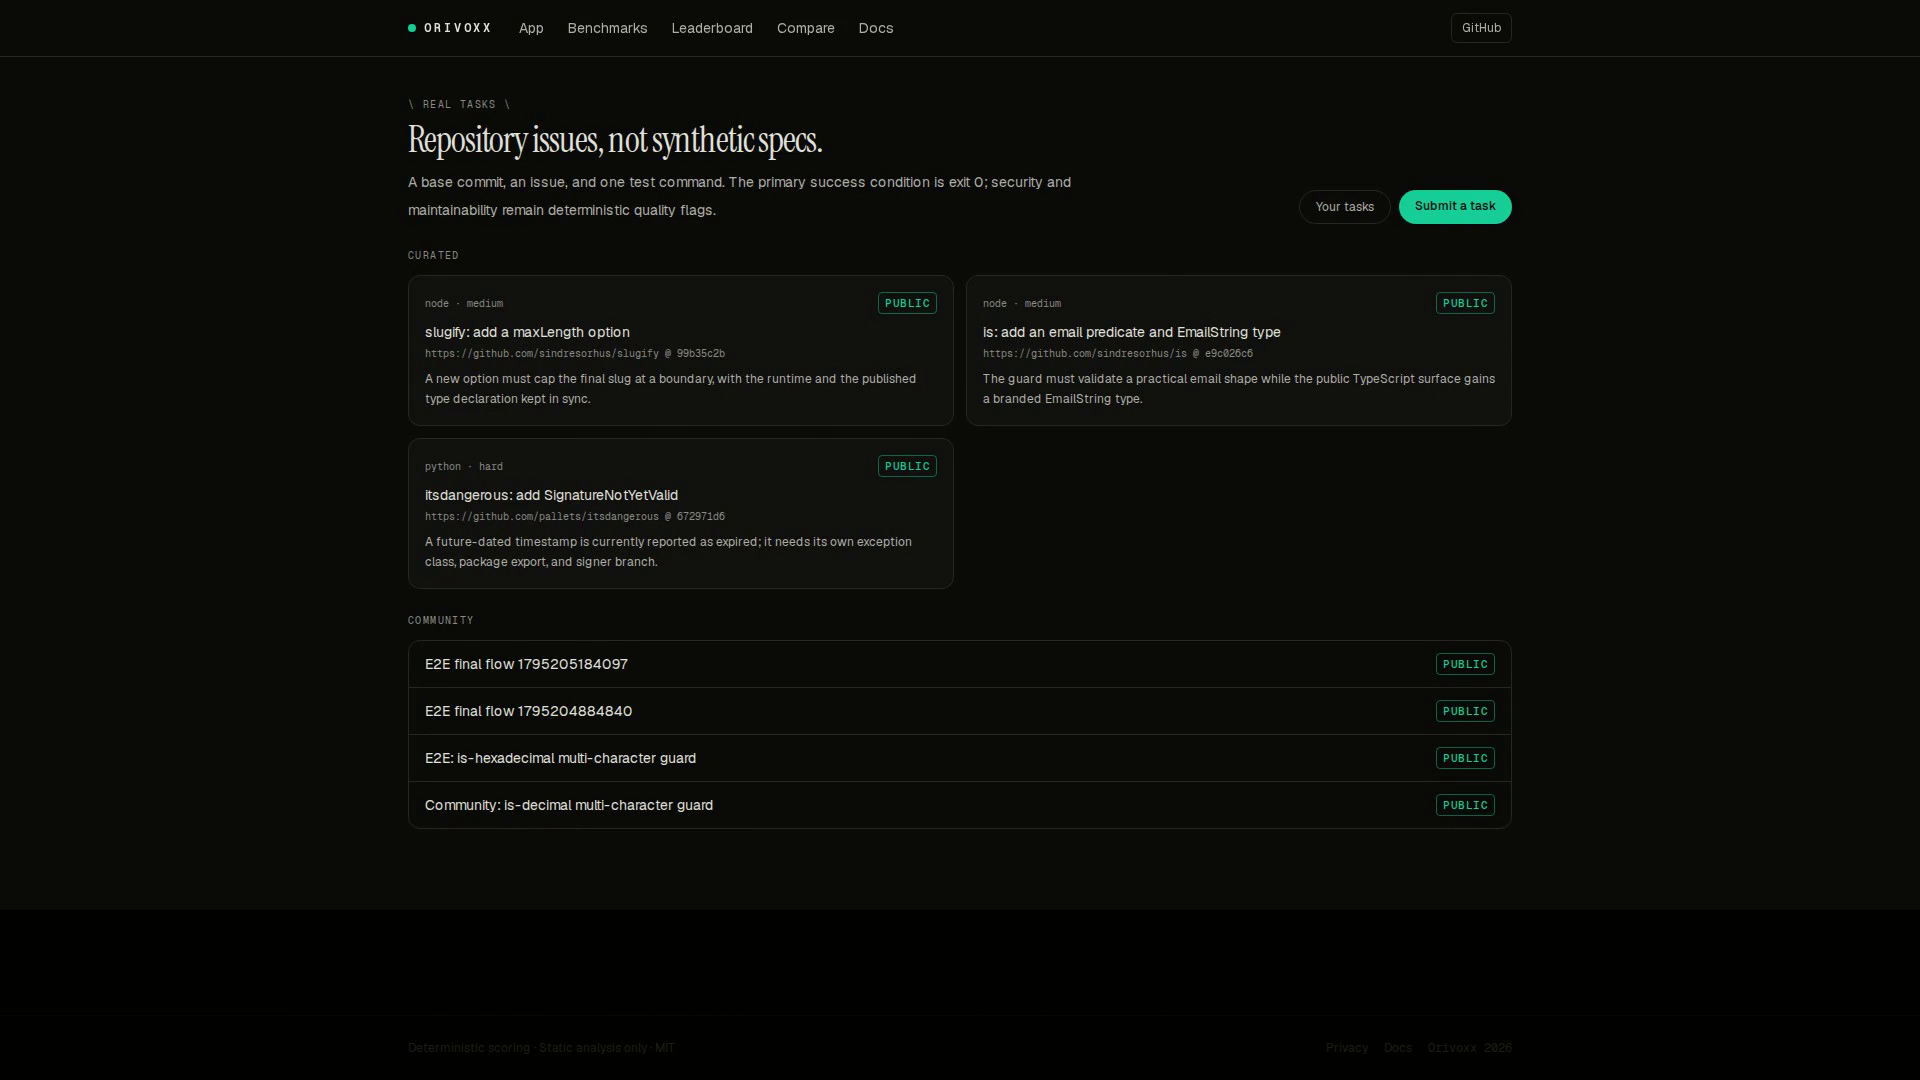 ORIVOXX App Benchmarks Leaderboard Compare Docs GitHub
\ REAL TASKS \
Repository issues, not synthetic specs.
A base commit, an issue, and one test command. The primary success condition is exit 0; security and
maintainability remain deterministic quality flags.
Your tasks Submit a task
CURATED
node · medium PUBLIC
slugify: add a maxLength option
https://github.com/sindresorhus/slugify @ 99b35c2b
A new option must cap the final slug at a boundary, with the runtime and the published
type declaration kept in sync.
node · medium PUBLIC
is: add an email predicate and EmailString type
https://github.com/sindresorhus/is @ e9c026c6
The guard must validate a practical email shape while the public TypeScript surface gains
a branded EmailString type.
python · hard PUBLIC
itsdangerous: add SignatureNotYetValid
https://github.com/pallets/itsdangerous @ 672971d6
A future-dated timestamp is currently reported as expired; it needs its own exception
class, package export, and signer branch.
COMMUNITY
E2E final flow 1795205184097 PUBLIC
E2E final flow 1795204884840 PUBLIC
E2E: is-hexadecimal multi-character guard PUBLIC
Community: is-decimal multi-character guard PUBLIC
Deterministic scoring · Static analysis only · MIT Privacy Docs Orivoxx 2026